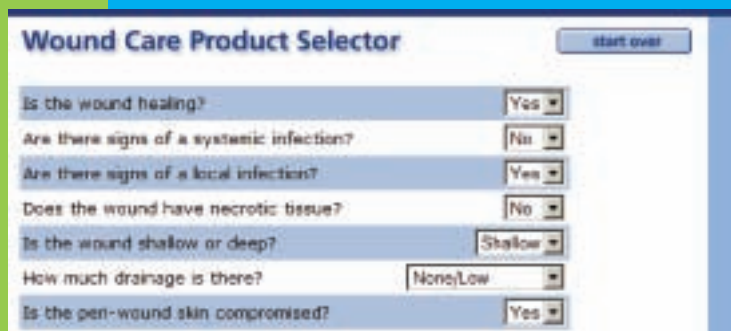 Wound Care Product Selector start over
Is the wound healing? Yes
Are there signs of a systemic infection? No
Are there signs of a local infection? Yes
Does the wound have necrotic tissue? No
Is the wound shallow or deep? Shallow
How much drainage is there? None/Low
Is the peri-wound skin compromised? Yes